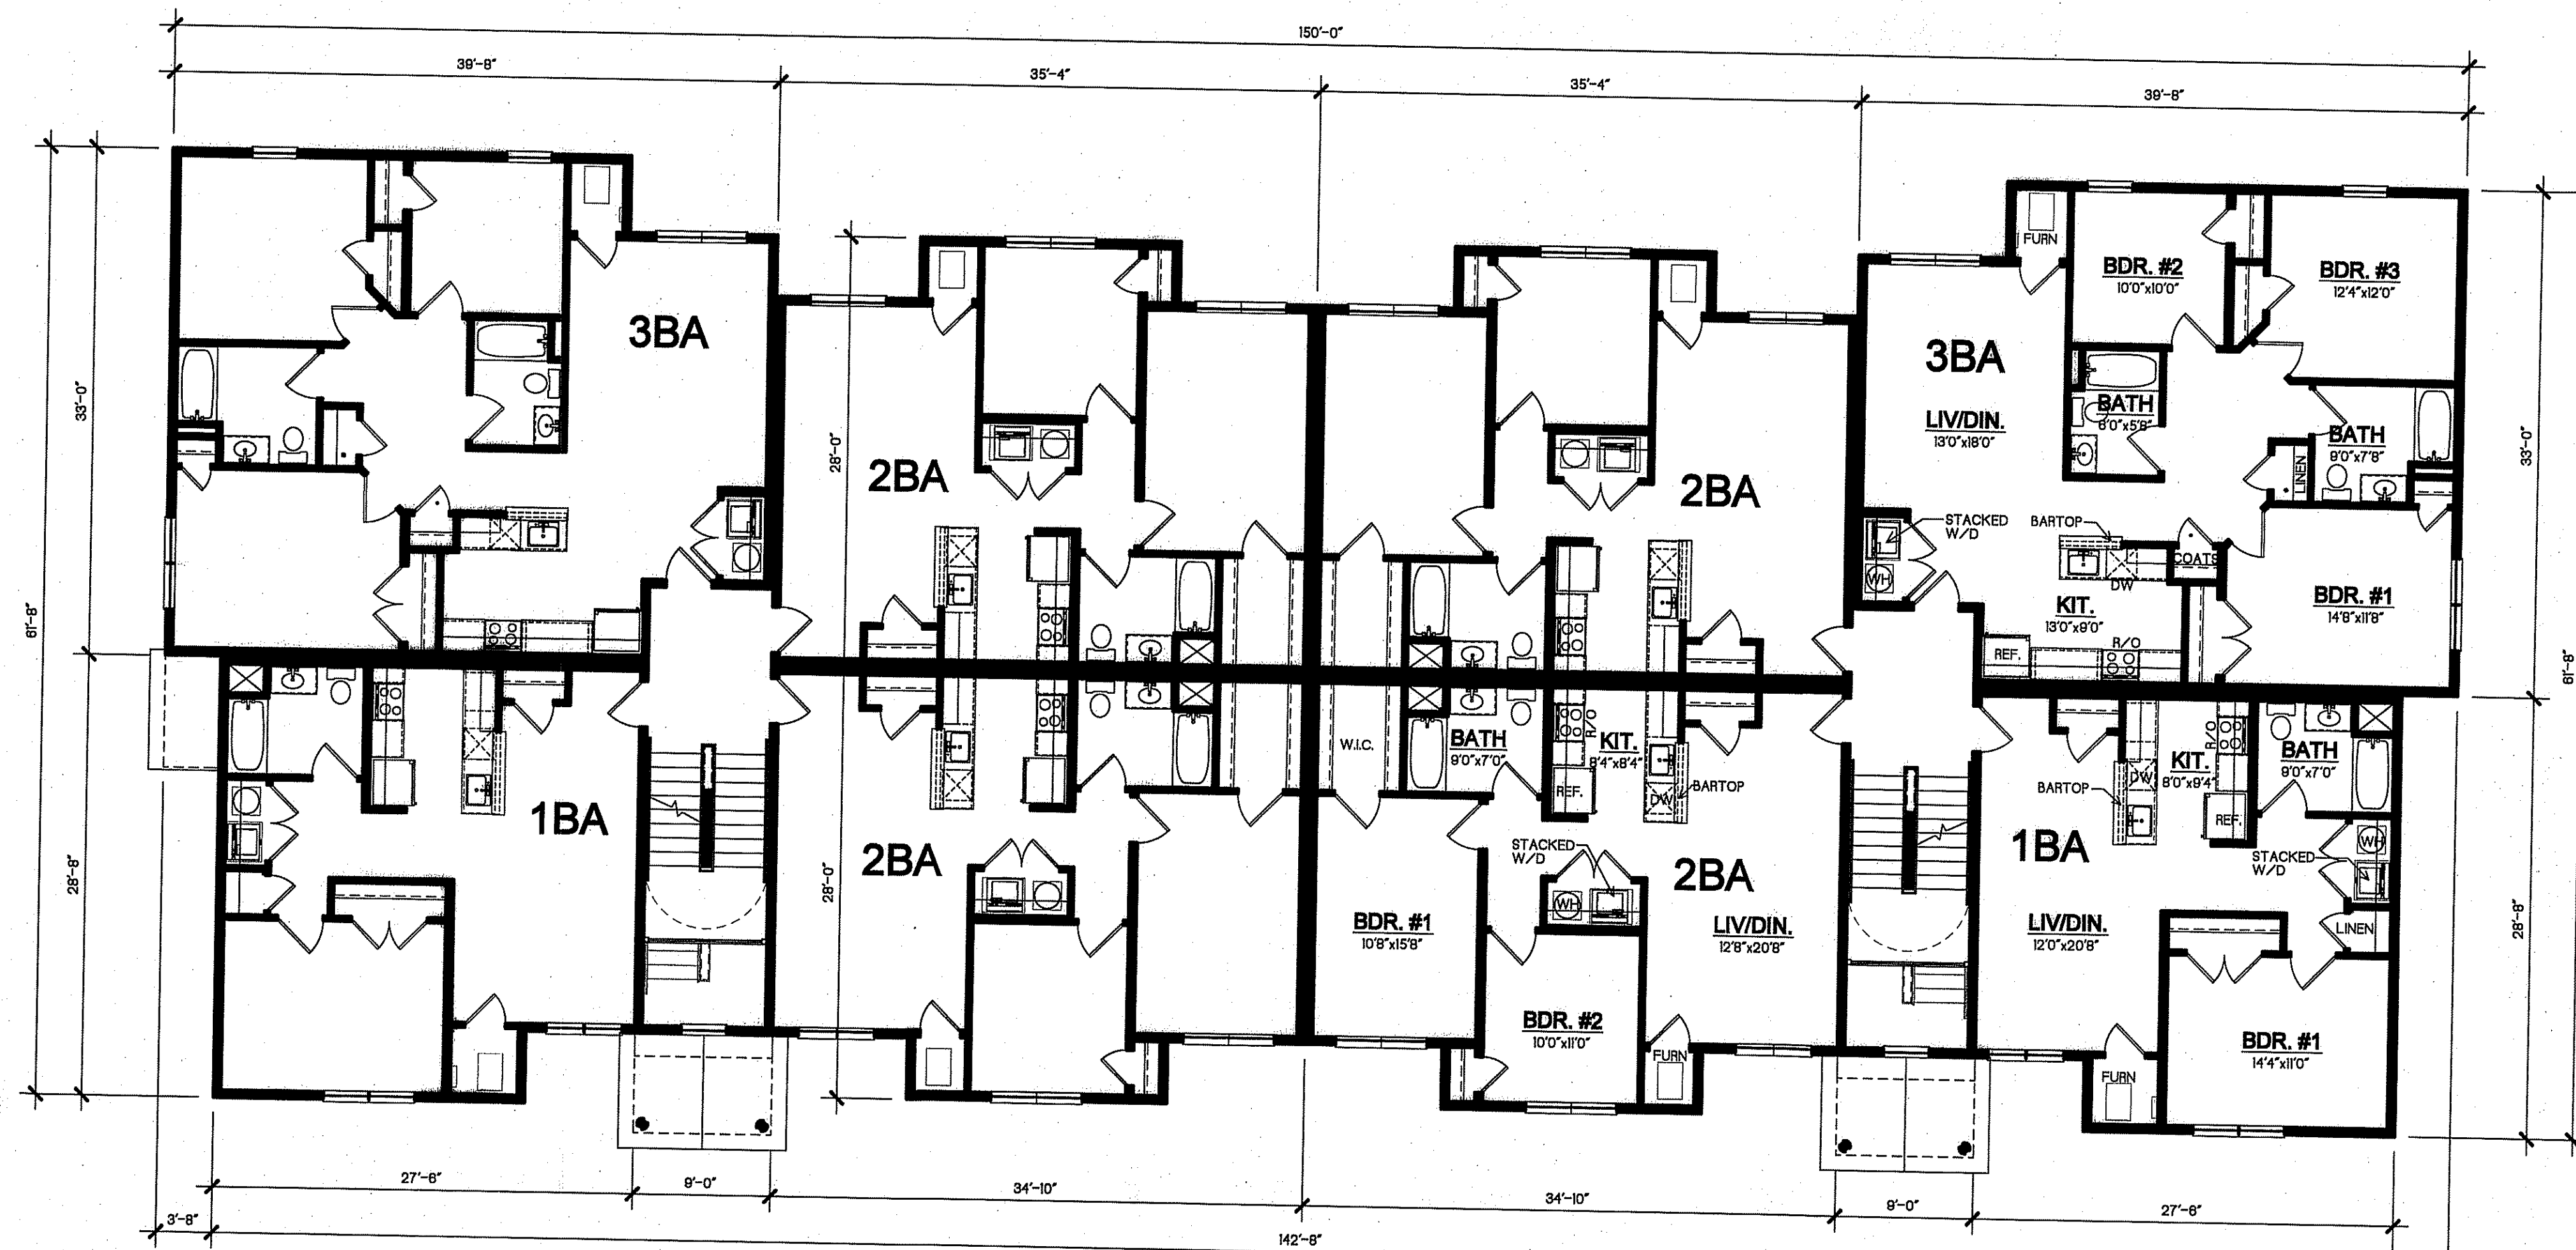 150'-0"
39'-8"
35'-4"
35'-4"
39'-8"
61'-8"
33'-0"
28'-8"
28'-0"
28'-0"
3BA
2BA
2BA
3BA
LIV/DIN.
13'0"x18'0"
FURN
BDR. #2
10'0"x10'0"
BDR. #3
12'4"x12'0"
BATH
8'0"x5'8"
BATH
9'0"x7'8"
LINEN
STACKED
W/D
BARTOP
COATS
WH
DW
KIT.
13'0"x9'0"
R/O
REF.
BDR. #1
14'8"x11'8"
33'-0"
61'-8"
28'-8"
1BA
2BA
W.I.C.
BATH
9'0"x7'0"
R/O
KIT.
8'4"x8'4"
REF.
DW
BARTOP
STACKED
W/D
WH
2BA
BDR. #1
10'8"x15'8"
LIV/DIN.
12'8"x20'8"
BDR. #2
10'0"x11'0"
FURN
BARTOP
DW
KIT.
8'0"x9'4"
R/O
REF.
BATH
9'0"x7'0"
1BA
STACKED
W/D
WH
LINEN
LIV/DIN.
12'0"x20'8"
BDR. #1
14'4"x11'0"
FURN
27'-6"
9'-0"
34'-10"
34'-10"
9'-0"
27'-6"
3'-8"
142'-8"